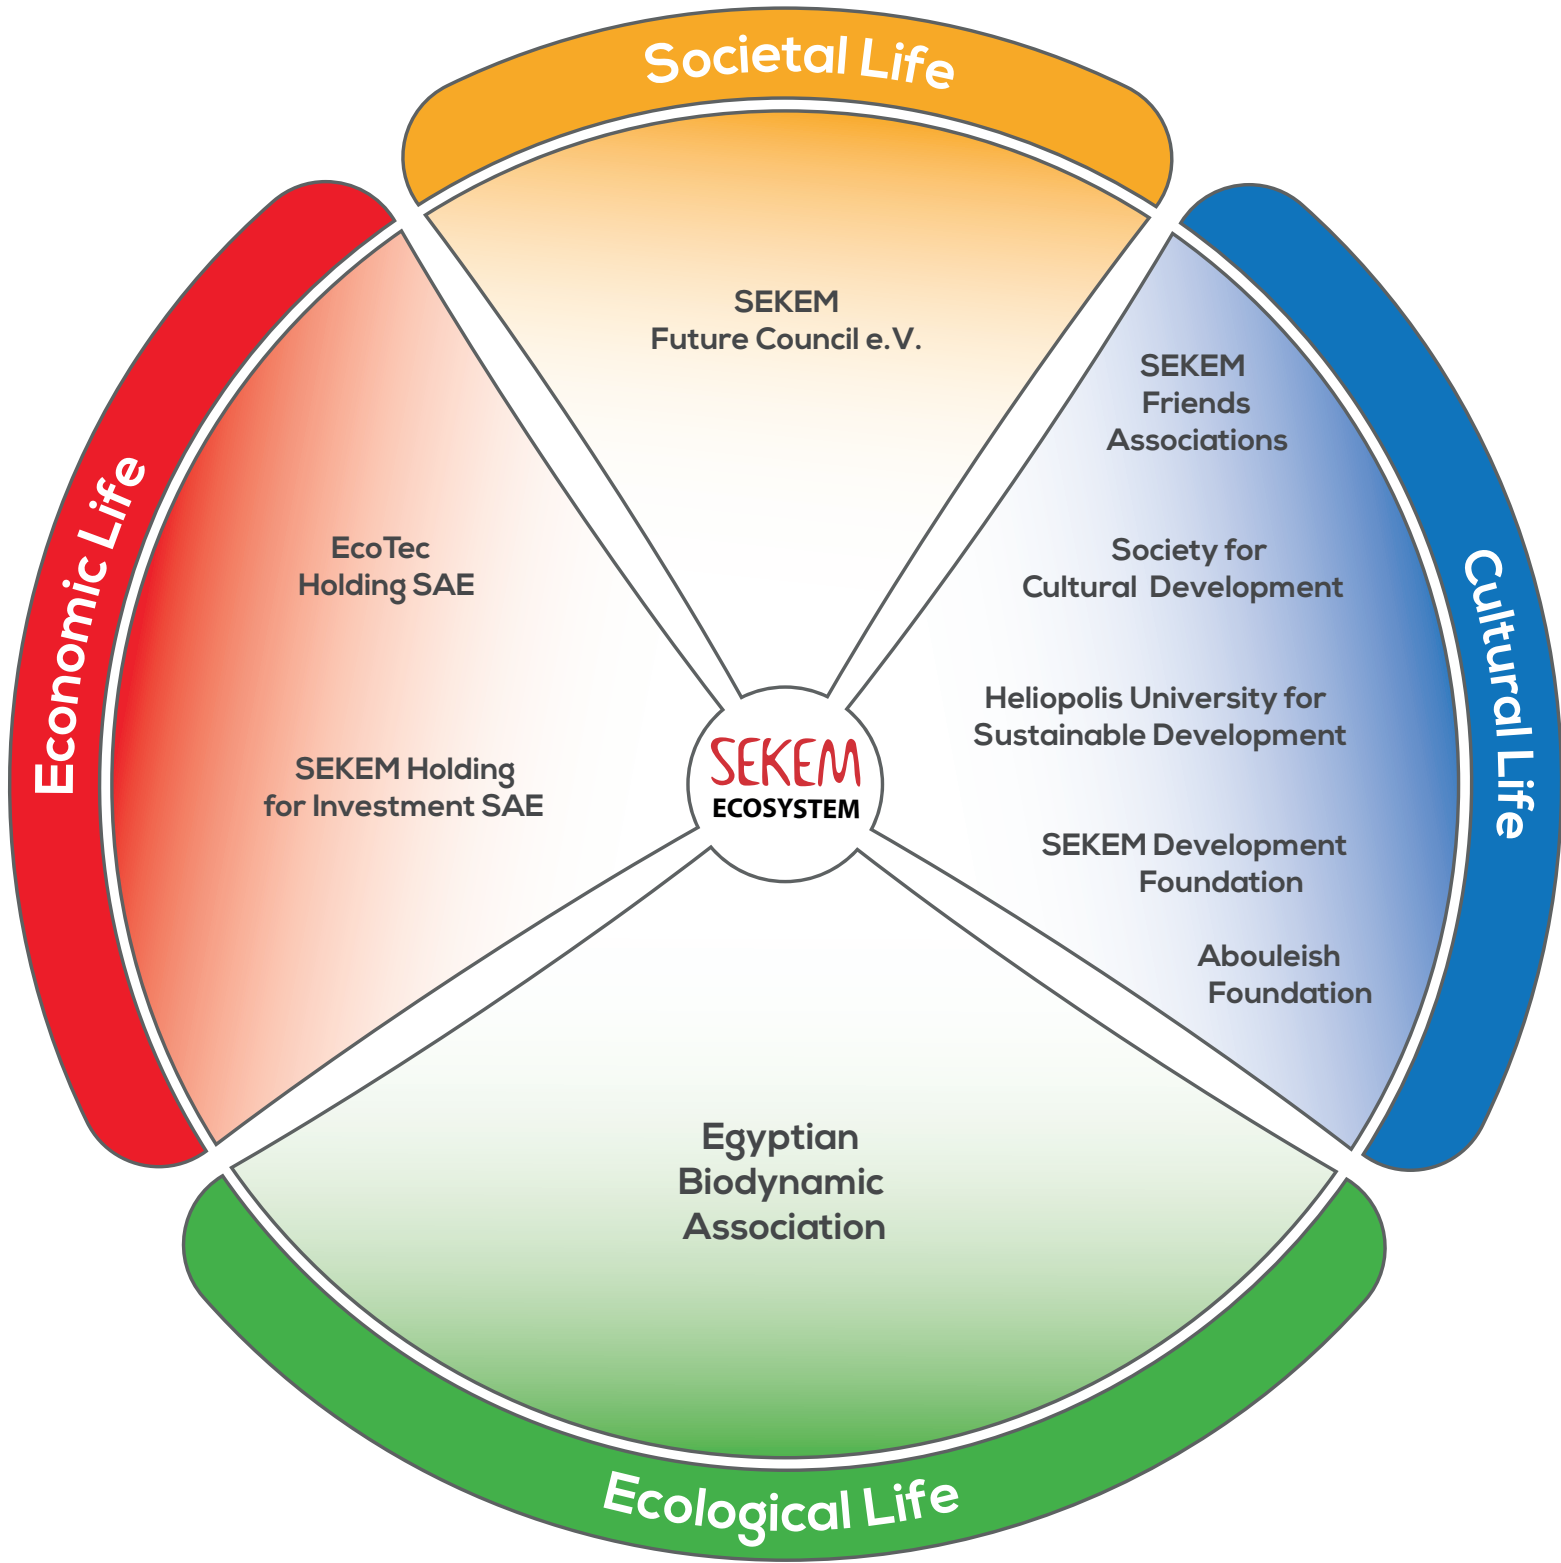 Societal Life
SEKEM
Future Council e.V.
Economic Life
EcoTec
Holding SAE
SEKEM Holding
for Investment SAE
SEKEM
ECOSYSTEM
Cultural Life
SEKEM
Friends
Associations
Society for
Cultural Development
Heliopolis University for
Sustainable Development
SEKEM Development
Foundation
Abouleish
Foundation
Egyptian
Biodynamic
Association
Ecological Life